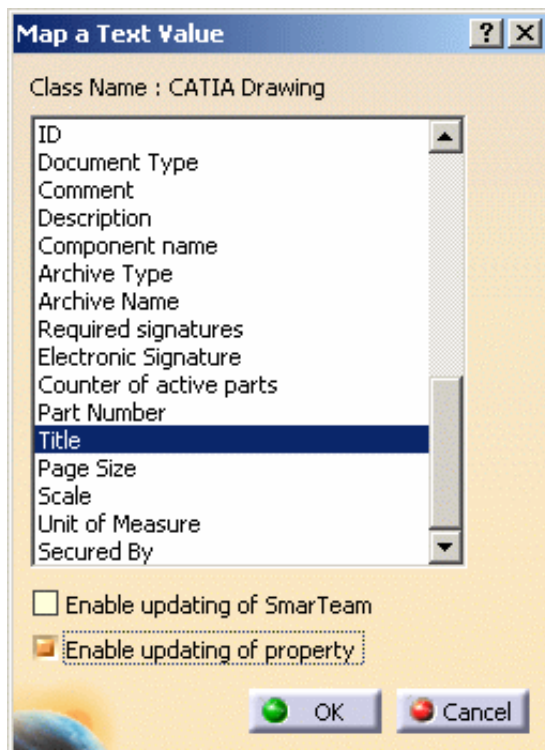 Map a Text Value
Class Name : CATIA Drawing
ID
Document Type
Comment
Description
Component name
Archive Type
Archive Name
Required signatures
Electronic Signature
Counter of active parts
Part Number
Title
Page Size
Scale
Unit of Measure
Secured By
Enable updating of SmarTeam
Enable updating of property
OK Cancel